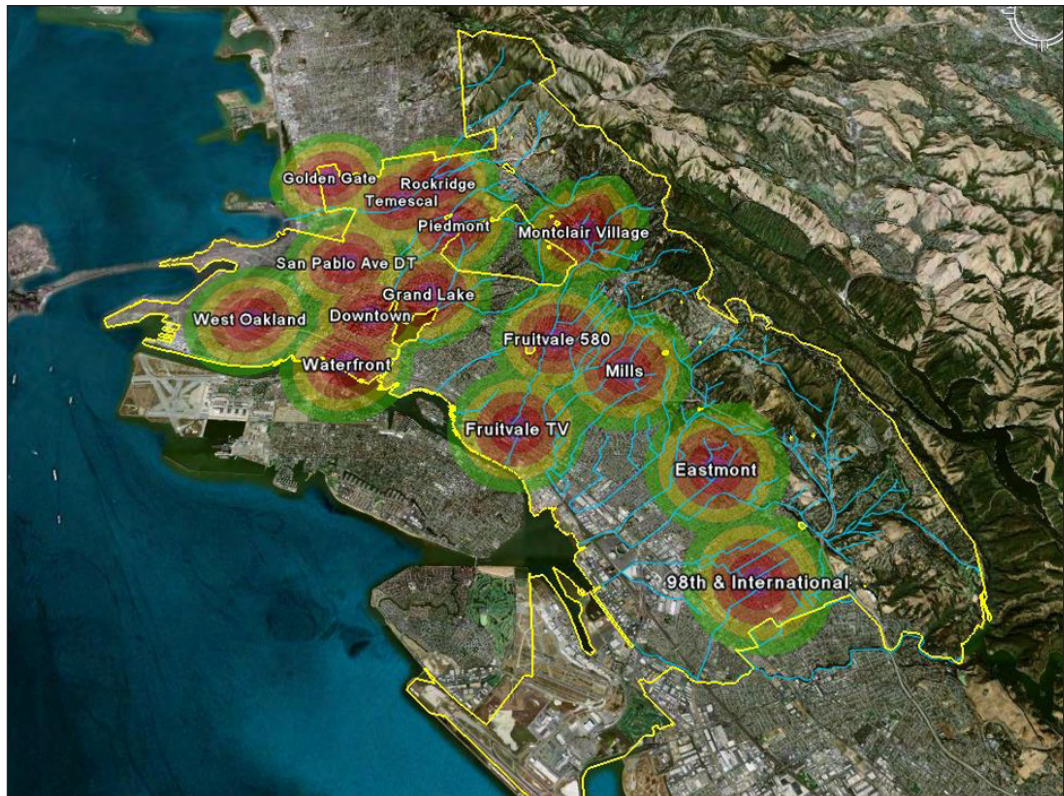 Golden Gate
Rockridge
Temescal
Piedmont
Montclair Village
San Pablo Ave DT
Grand Lake
West Oakland
Downtown
Fruitvale 580
Waterfront
Mills
Fruitvale TV
Eastmont
98th & International